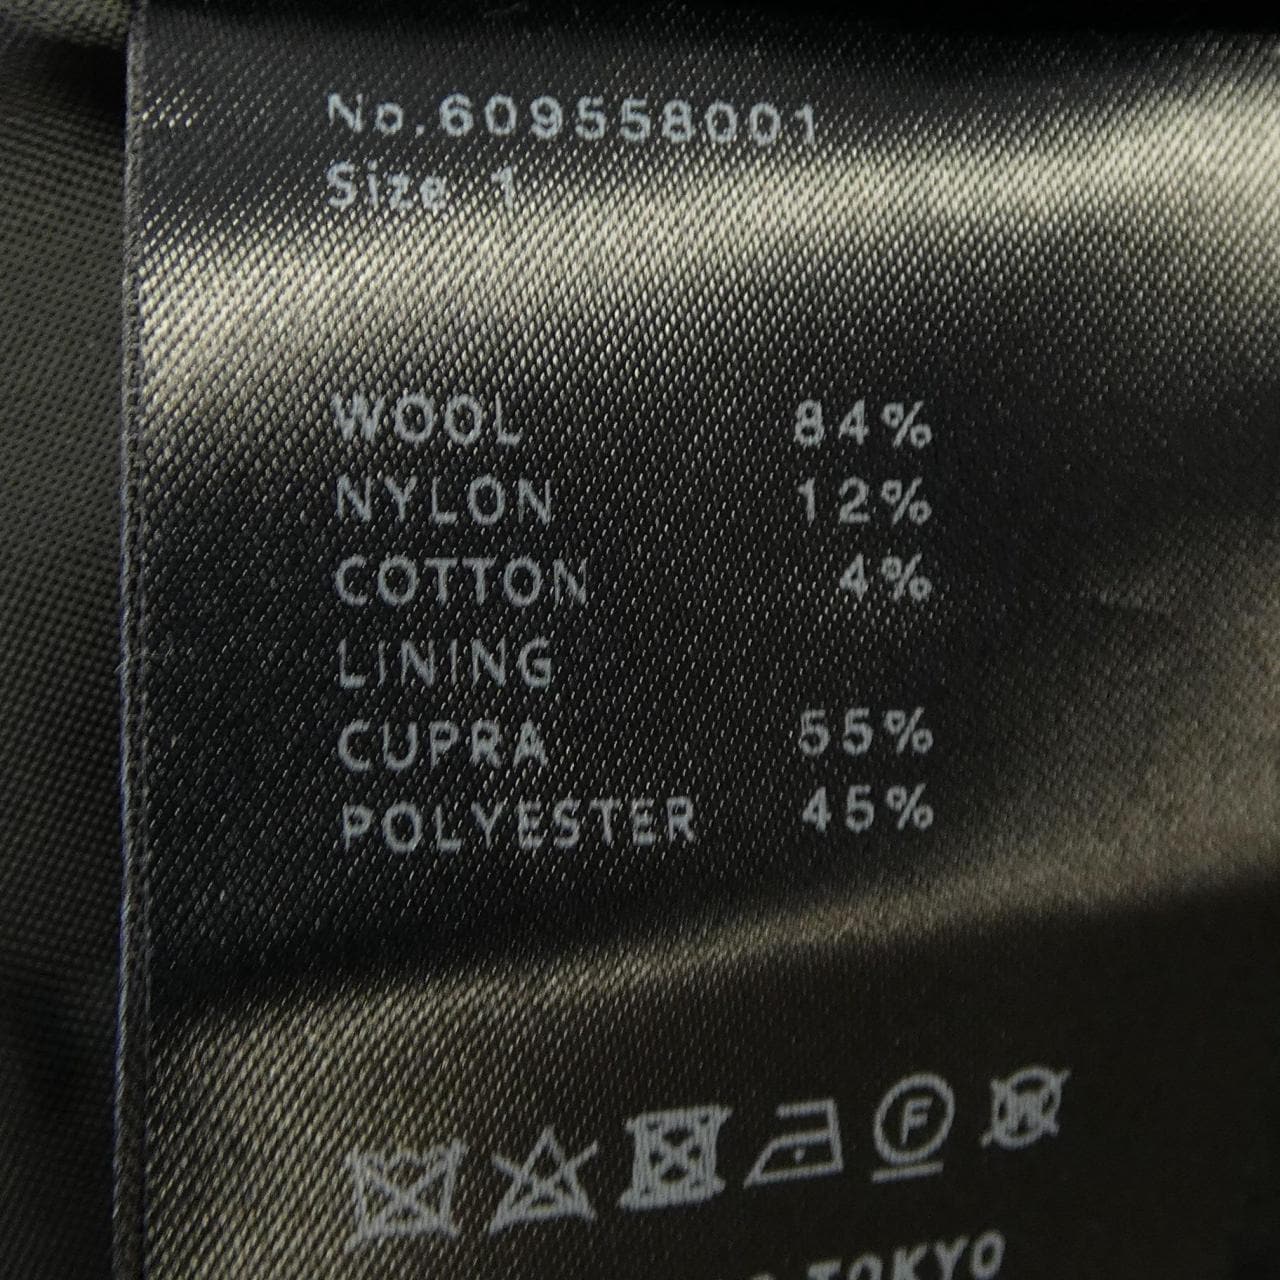 No.609558001
Size 1
WOOL 84%
NYLON 12%
COTTON 4%
LINING
CUPRA 55%
POLYESTER 45%
F W
TOKYO